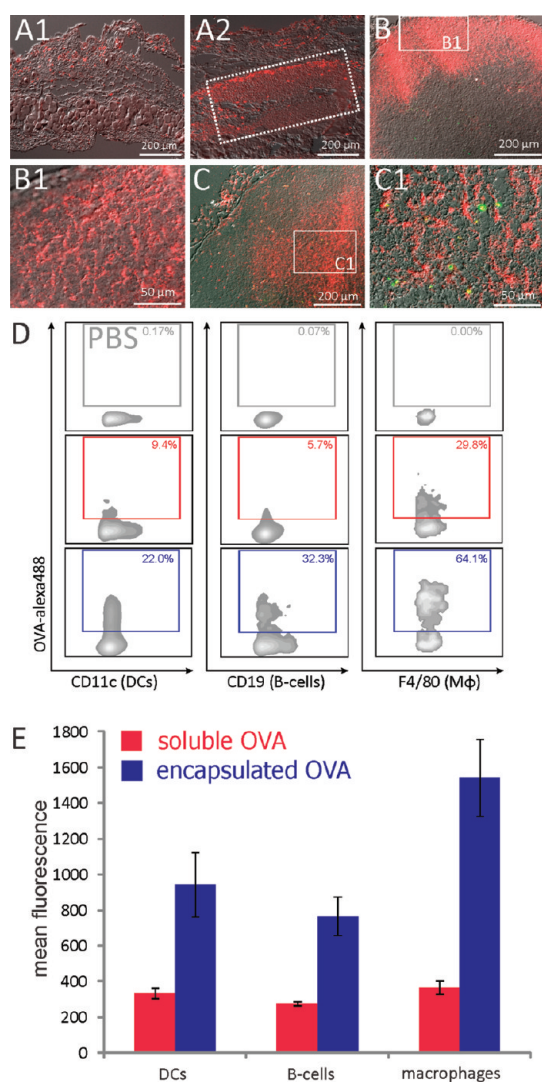 A1
200 µm
A2
200 µm
B
B1
200 µm
B1
50 µm
C
C1
200 µm
C1
50 µm
D
PBS
0.17%
0.07%
0.00%
9.4%
5.7%
29.8%
22.0%
32.3%
64.1%
OVA-alexa488
CD11c (DCs)
CD19 (B-cells)
F4/80 (Mϕ)
E
soluble OVA
encapsulated OVA
mean fluorescence
1800
1600
1400
1200
1000
800
600
400
200
0
DCs
B-cells
macrophages